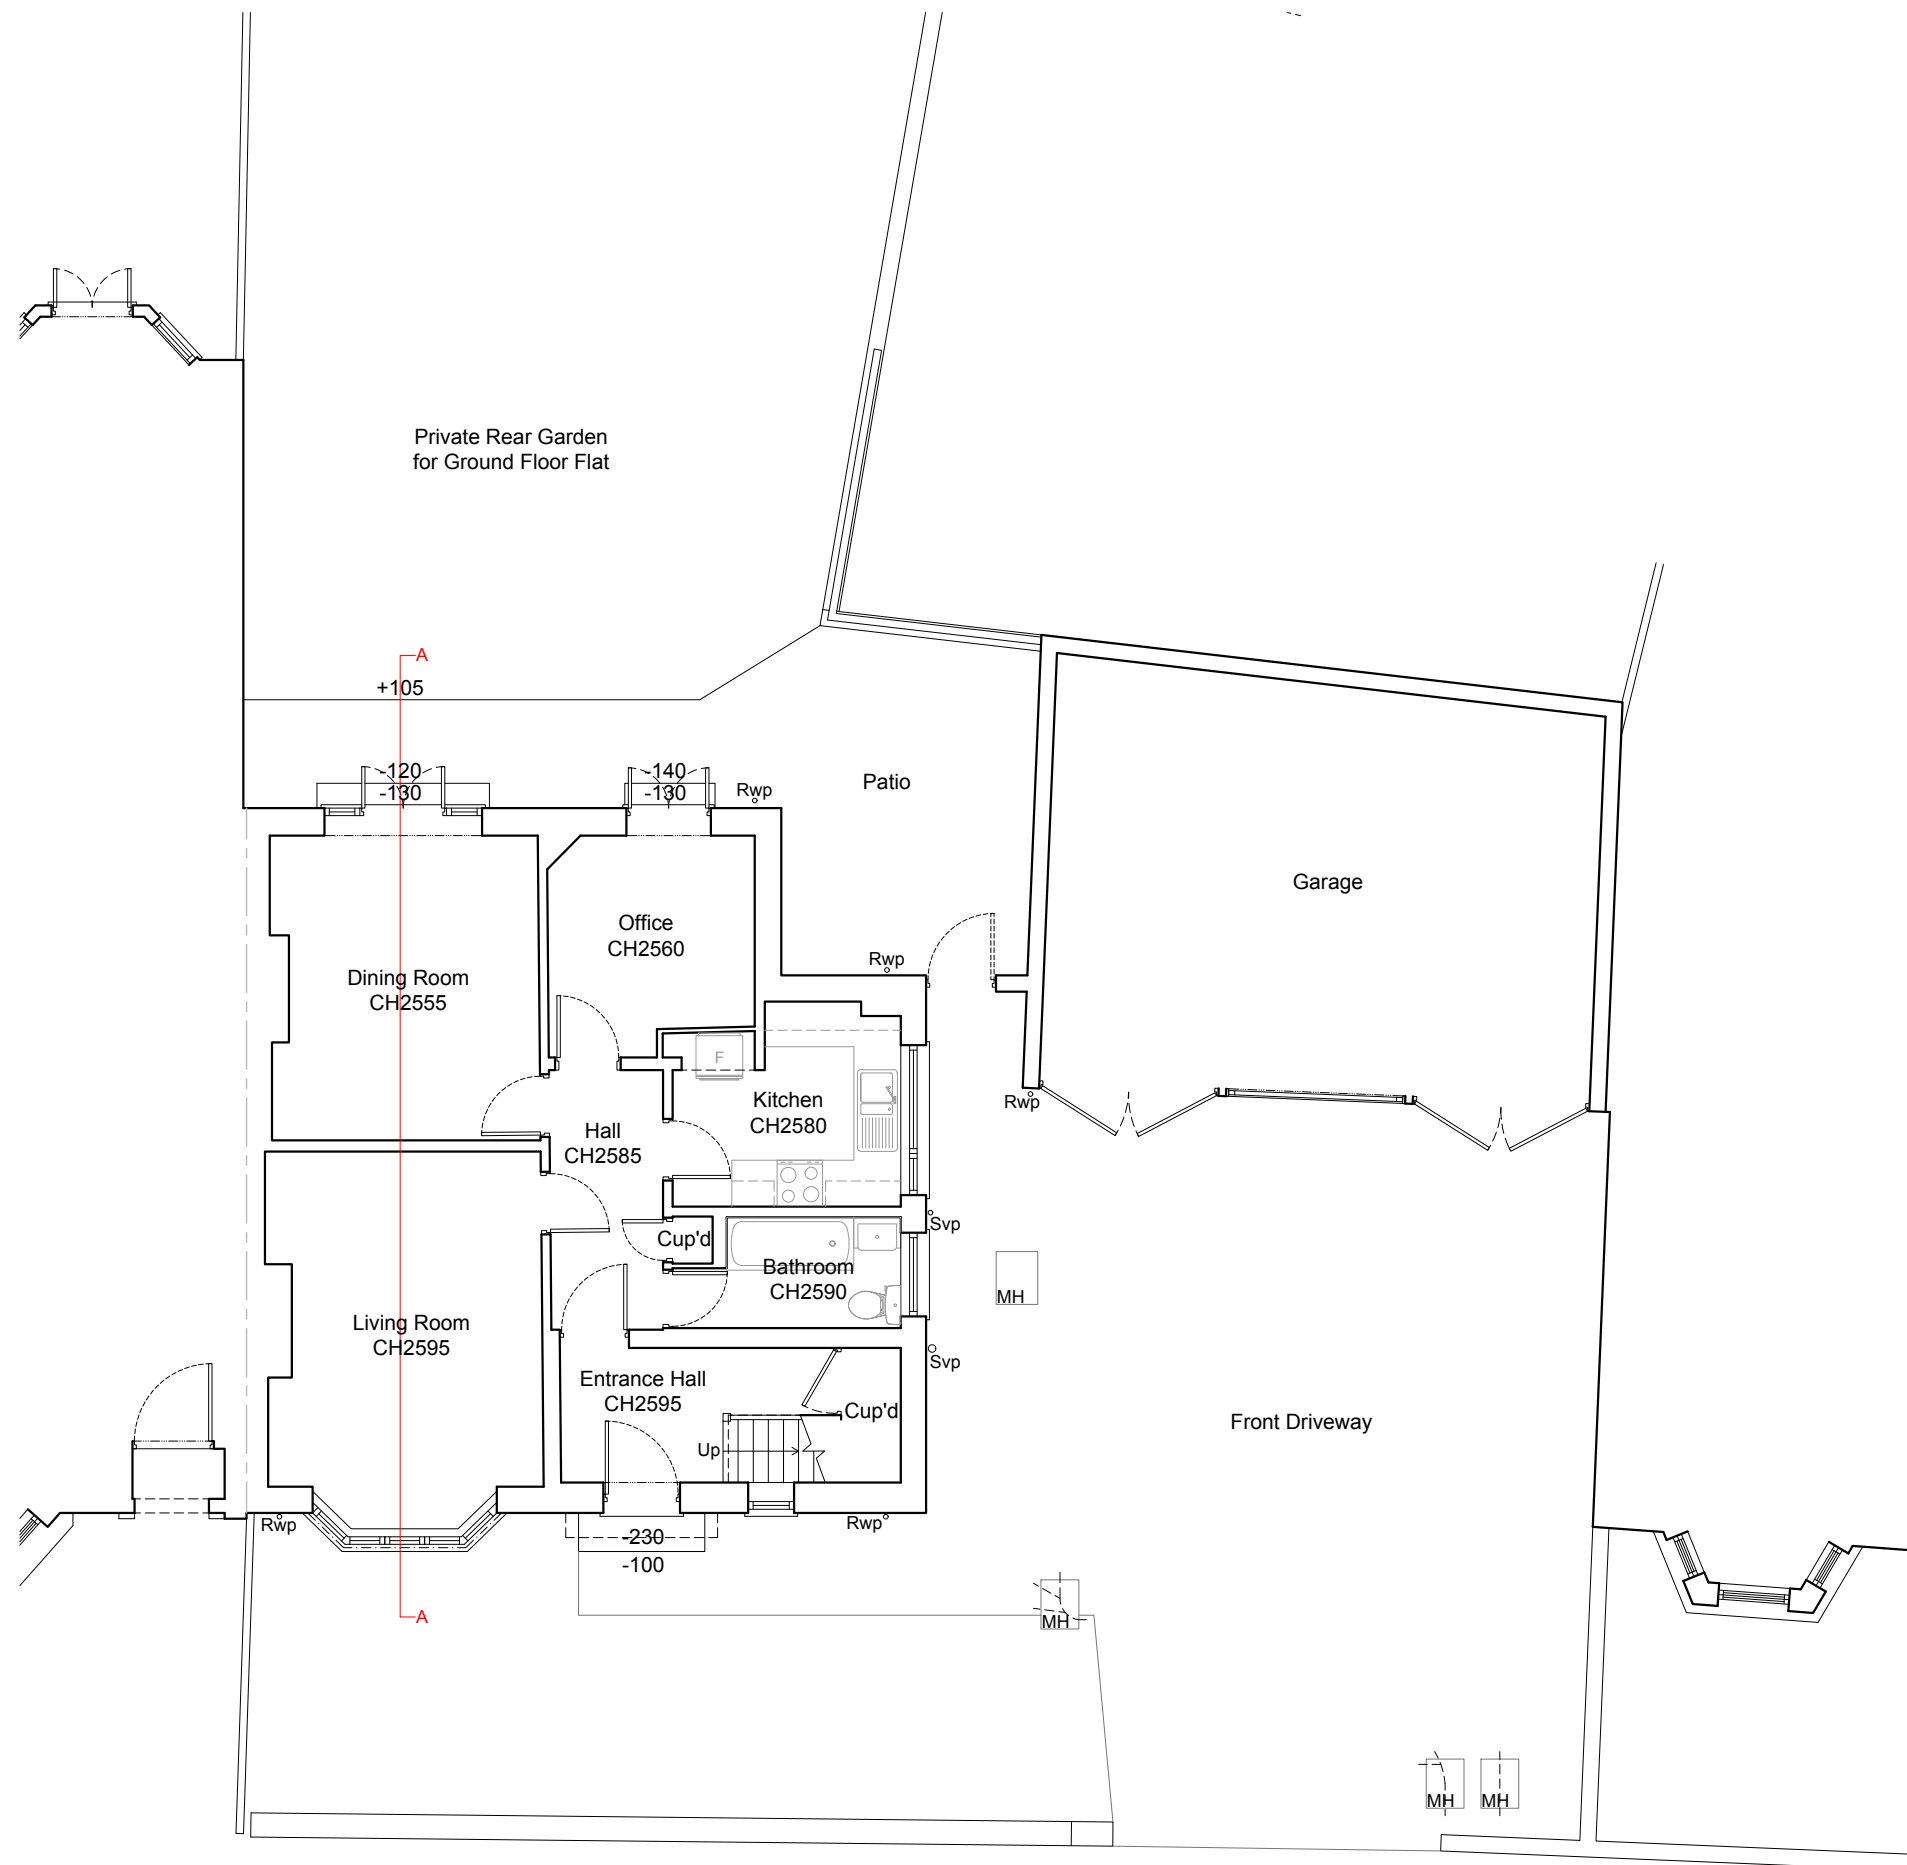 Private Rear Garden
for Ground Floor Flat
A
+105
-120
-130
-140
-130
Rwp
Patio
Garage
Office
CH2560
Rwp
Dining Room
CH2555
F
Kitchen
CH2580
Rwp
Hall
CH2585
Svp
Cup'd
Bathroom
CH2590
MH
Living Room
CH2595
Svp
Entrance Hall
CH2595
Cup'd
Front Driveway
Up
Rwp
Rwp
-230
-100
A
MH
MH
MH